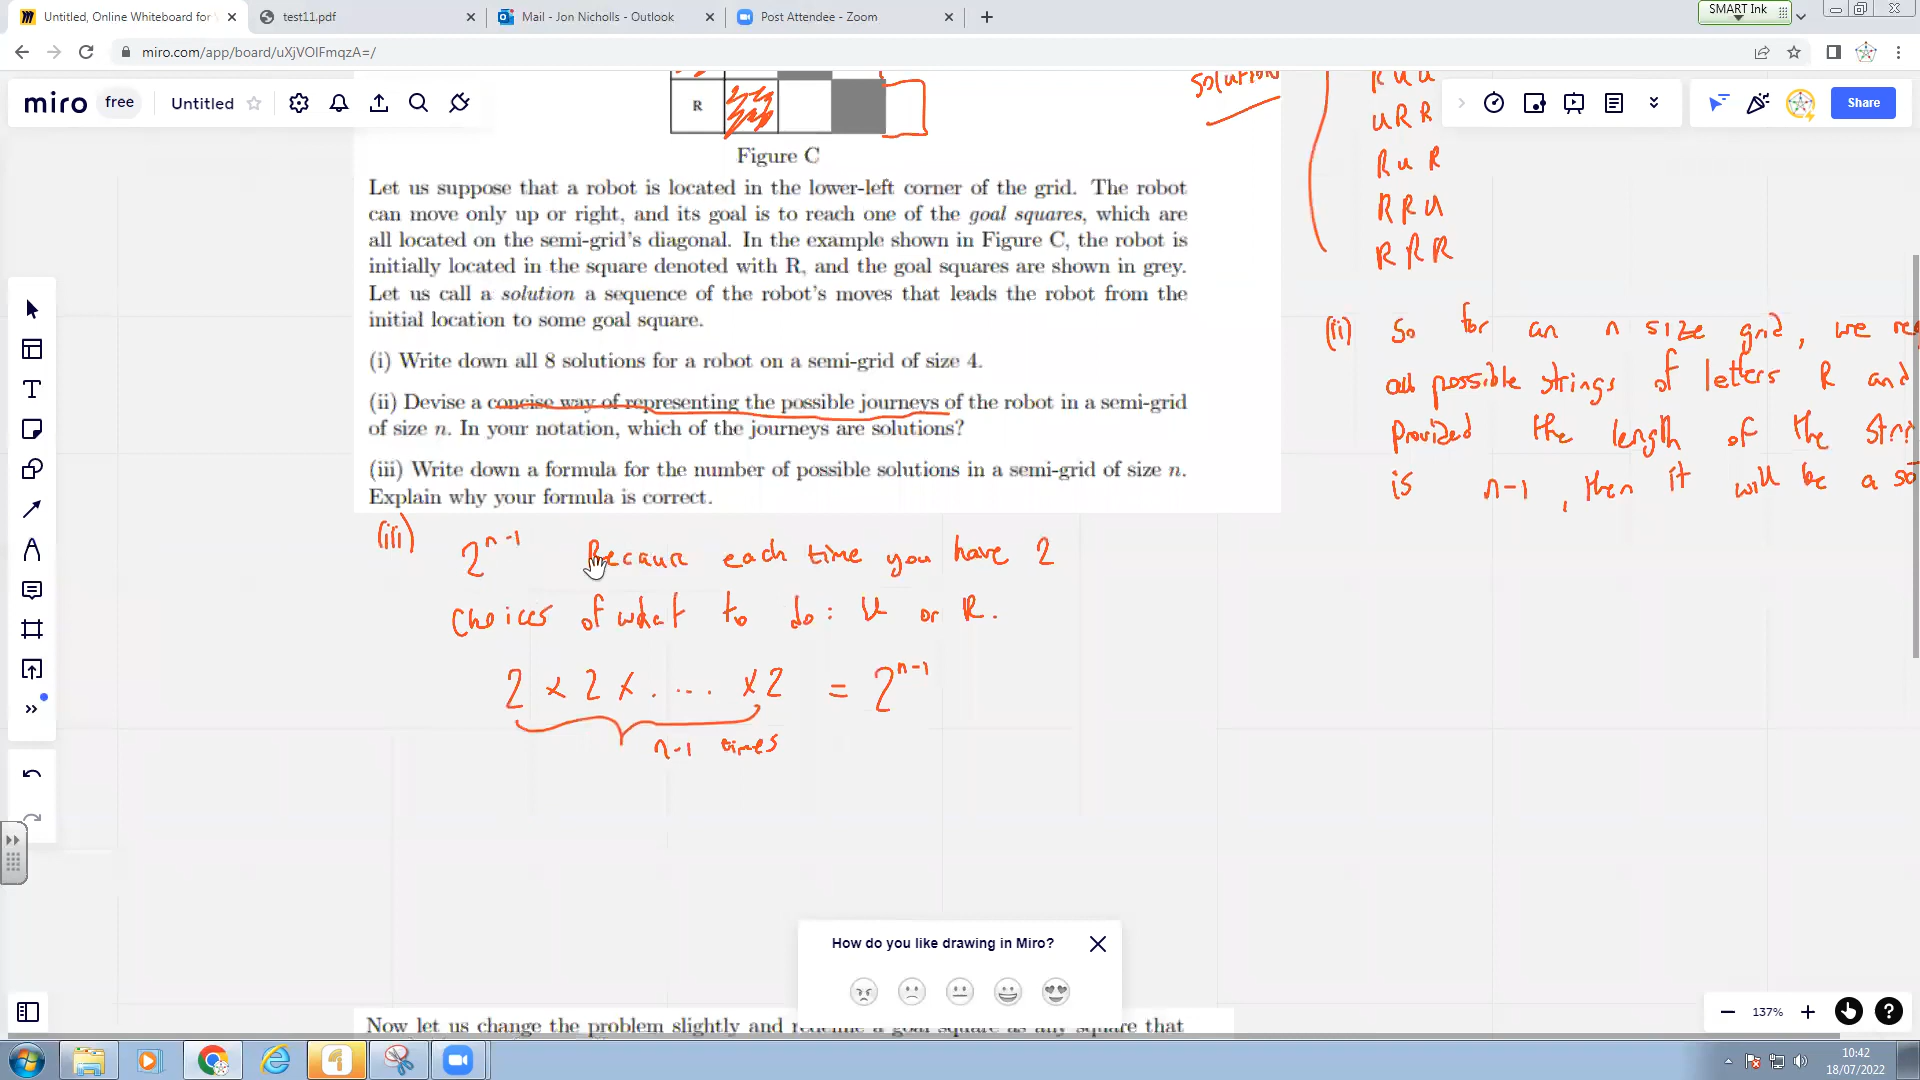 Untitled, Online Whiteboard for
test11.pdf
Mail - Jon Nicholls - Outlook
Post Attendee - Zoom
SMART Ink
miro.com/app/board/uXjVOlFmqzA=/
miro free Untitled
Share
solution
R
R U U
U R R
R U R
R R U
R R R
Figure C
Let us suppose that a robot is located in the lower-left corner of the grid. The robot
can move only up or right, and its goal is to reach one of the goal squares, which are
all located on the semi-grid's diagonal. In the example shown in Figure C, the robot is
initially located in the square denoted with R, and the goal squares are shown in grey.
Let us call a solution a sequence of the robot's moves that leads the robot from the
initial location to some goal square.
(i) Write down all 8 solutions for a robot on a semi-grid of size 4.
(ii) Devise a concise way of representing the possible journeys of the robot in a semi-grid
of size n. In your notation, which of the journeys are solutions?
(iii) Write down a formula for the number of possible solutions in a semi-grid of size n.
Explain why your formula is correct.
(ii) So for an n size grid, we
all possible strings of letters R and
provided the length of the
is n-1, then it will be a
(iii) 2^{n-1} Because each time you have 2
choices of what to do: U or R.
2 × 2 × . ... × 2 = 2^{n-1}
n-1 times
How do you like drawing in Miro?
Now let us change the problem slightly and redefine a goal square as any square that
137%
10:42
18/07/2022